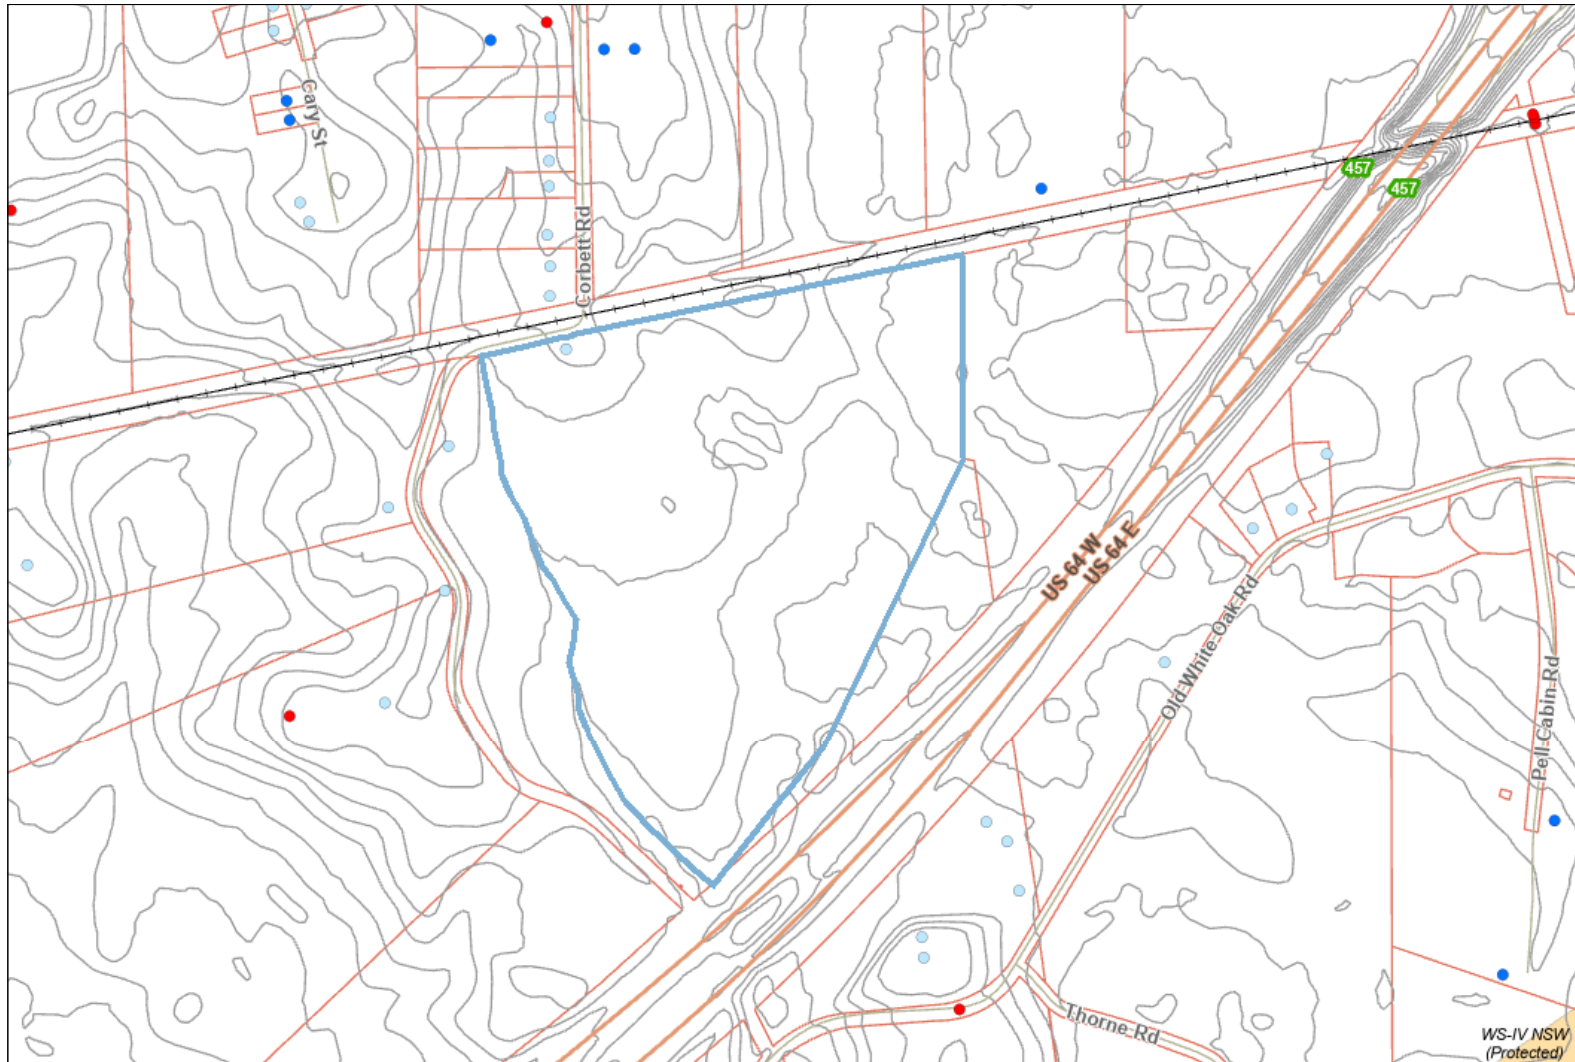 Cary St
Corbett Rd
457
457
US-64-W
US-64-E
Old White Oak Rd
Pell Cabin Rd
Thorne Rd
WS-IV NSW
(Protected)